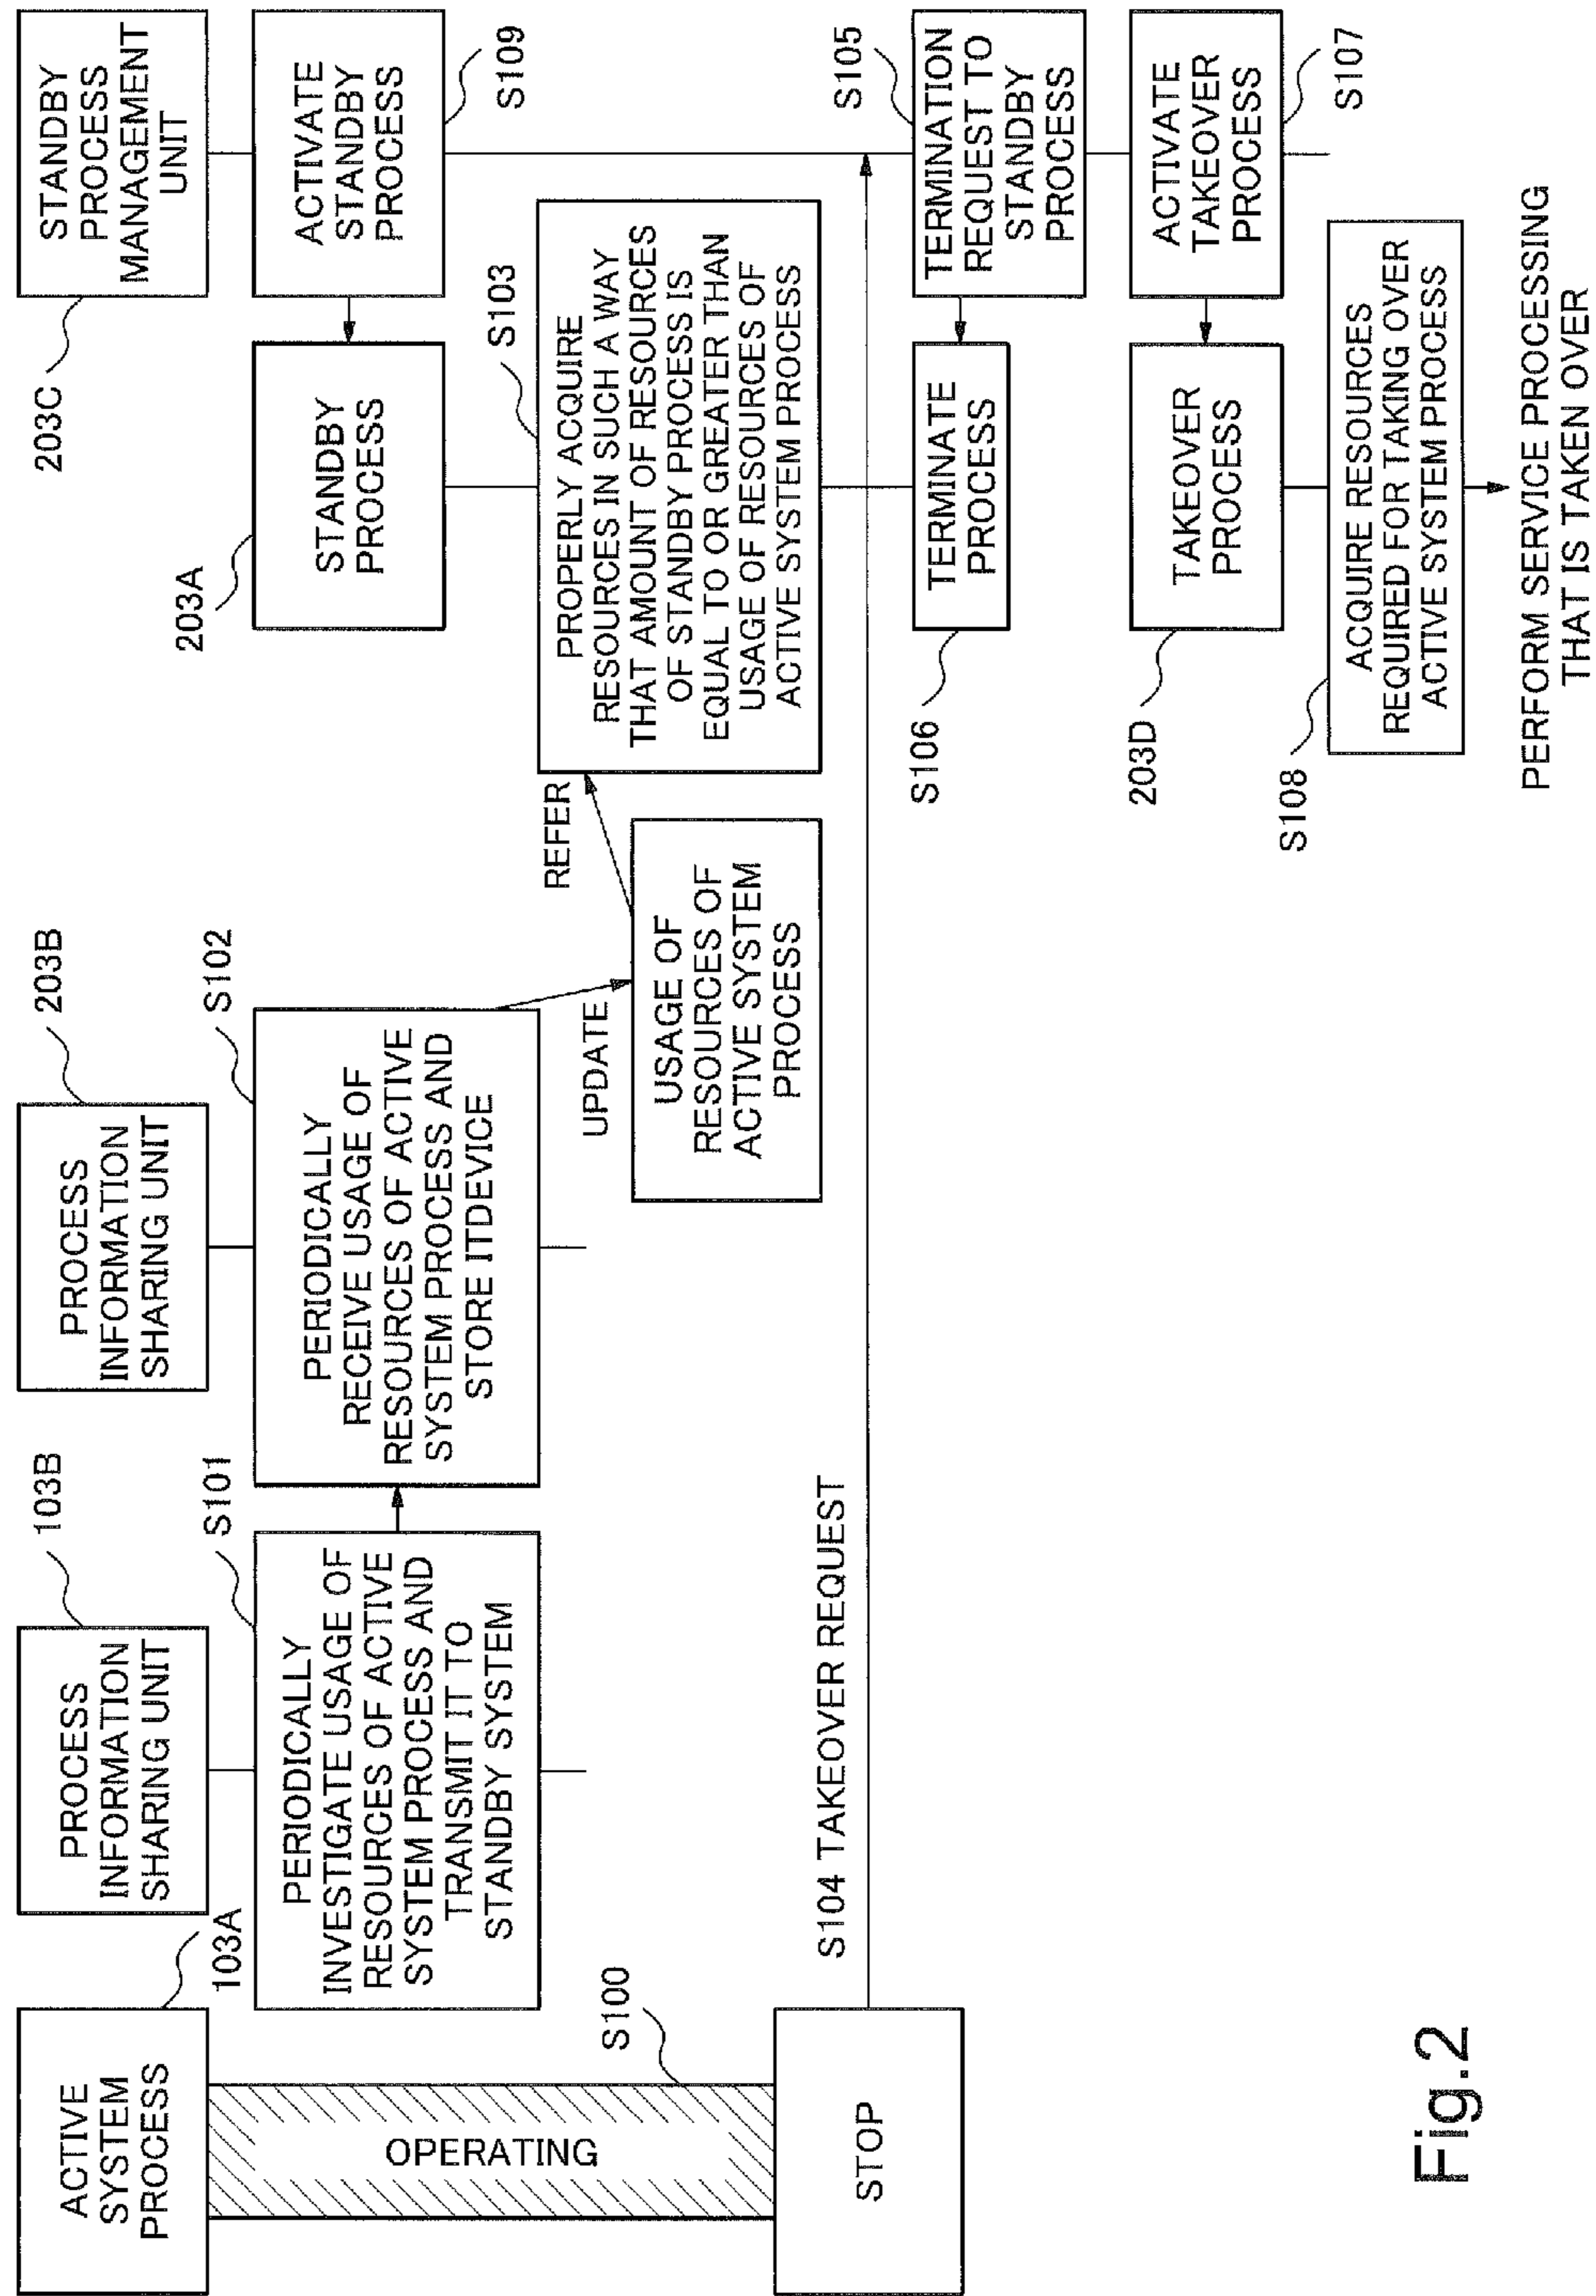 ACTIVE
SYSTEM
PROCESS
103A
OPERATING
S100
STOP
PROCESS
INFORMATION
SHARING UNIT
103B
PERIODICALLY
INVESTIGATE USAGE OF
RESOURCES OF ACTIVE
SYSTEM PROCESS AND
TRANSMIT IT TO
STANDBY SYSTEM
S101
PROCESS
INFORMATION
SHARING UNIT
203B
PERIODICALLY
RECEIVE USAGE OF
RESOURCES OF ACTIVE
SYSTEM PROCESS AND
STORE ITDEVICE
S102
UPDATE
USAGE OF
RESOURCES OF
ACTIVE SYSTEM
PROCESS
REFER
S104 TAKEOVER REQUEST
STANDBY
PROCESS
MANAGEMENT
UNIT
203C
ACTIVATE
STANDBY
PROCESS
S109
STANDBY
PROCESS
203A
PROPERLY ACQUIRE
RESOURCES IN SUCH A WAY
THAT AMOUNT OF RESOURCES
OF STANDBY PROCESS IS
EQUAL TO OR GREATER THAN
USAGE OF RESOURCES OF
ACTIVE SYSTEM PROCESS
S103
TERMINATION
REQUEST TO
STANDBY
PROCESS
S105
TERMINATE
PROCESS
S106
ACTIVATE
TAKEOVER
PROCESS
S107
TAKEOVER
PROCESS
203D
ACQUIRE RESOURCES
REQUIRED FOR TAKING OVER
ACTIVE SYSTEM PROCESS
S108
PERFORM SERVICE PROCESSING
THAT IS TAKEN OVER
Fig.2